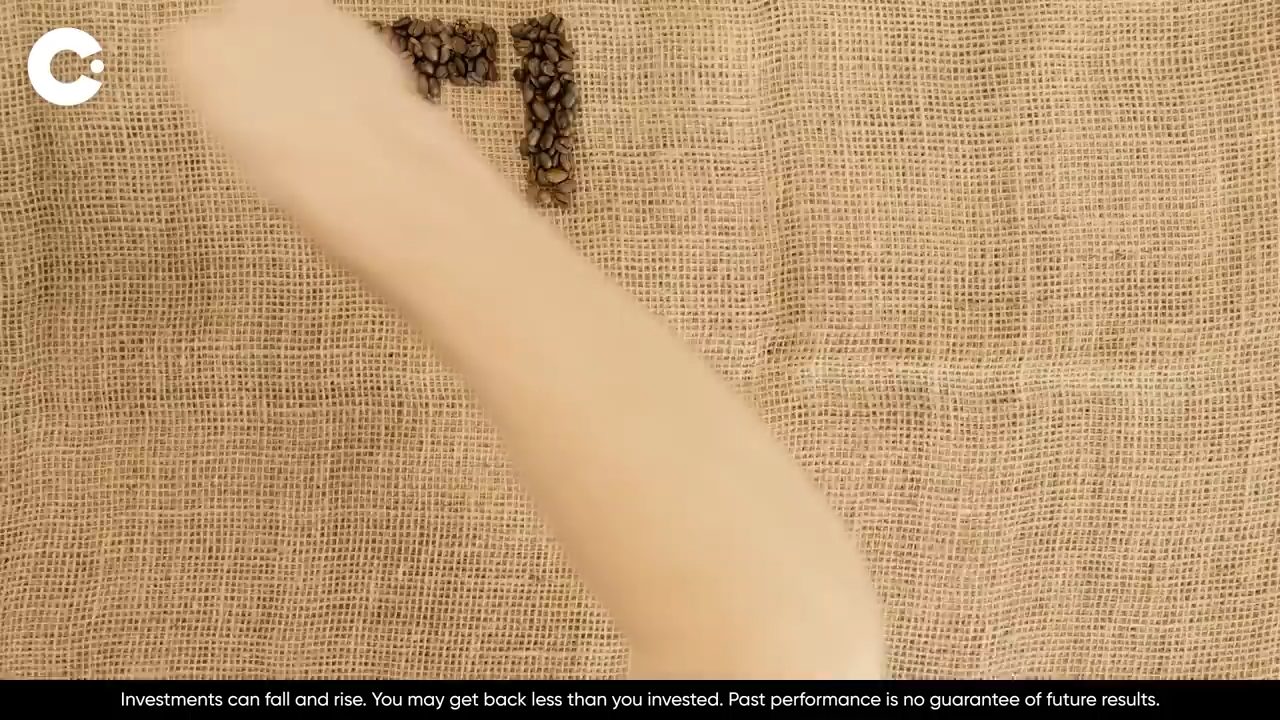 Investments can fall and rise. You may get back less than you invested. Past performance is no guarantee of future results.